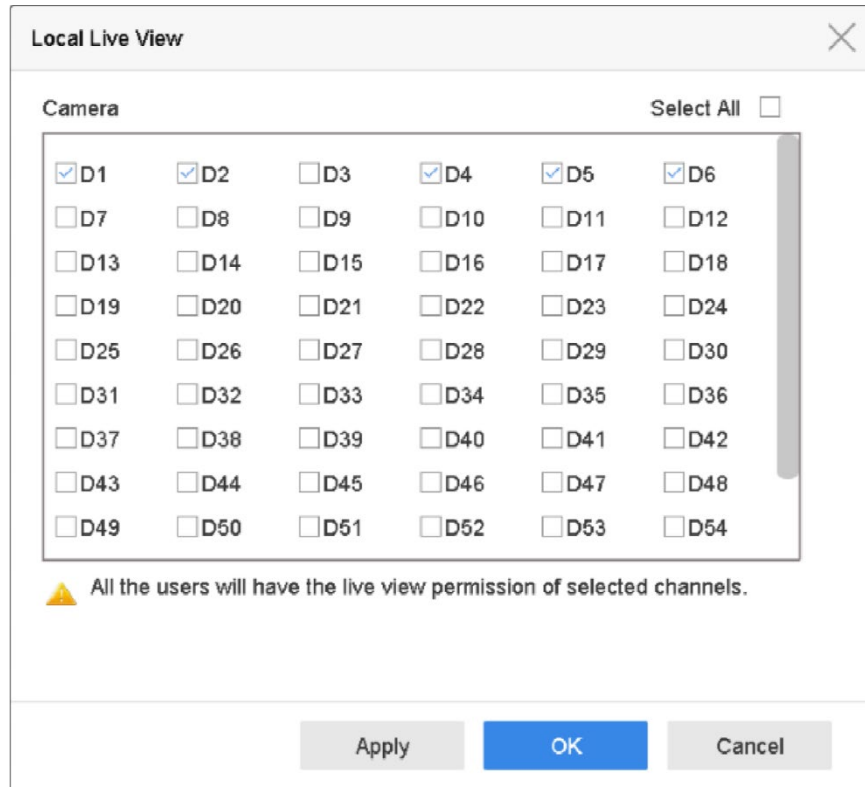 Local Live View
Camera Select All
D1 D2 D3 D4 D5 D6
D7 D8 D9 D10 D11 D12
D13 D14 D15 D16 D17 D18
D19 D20 D21 D22 D23 D24
D25 D26 D27 D28 D29 D30
D31 D32 D33 D34 D35 D36
D37 D38 D39 D40 D41 D42
D43 D44 D45 D46 D47 D48
D49 D50 D51 D52 D53 D54
All the users will have the live view permission of selected channels.
Apply OK Cancel